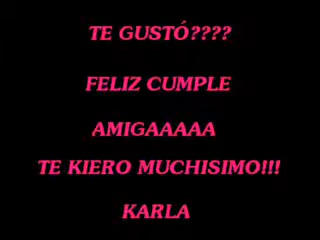 TE GUSTÓ????
FELIZ CUMPLE
AMIGAAAAA
TE KIERO MUCHISIMO!!!
KARLA